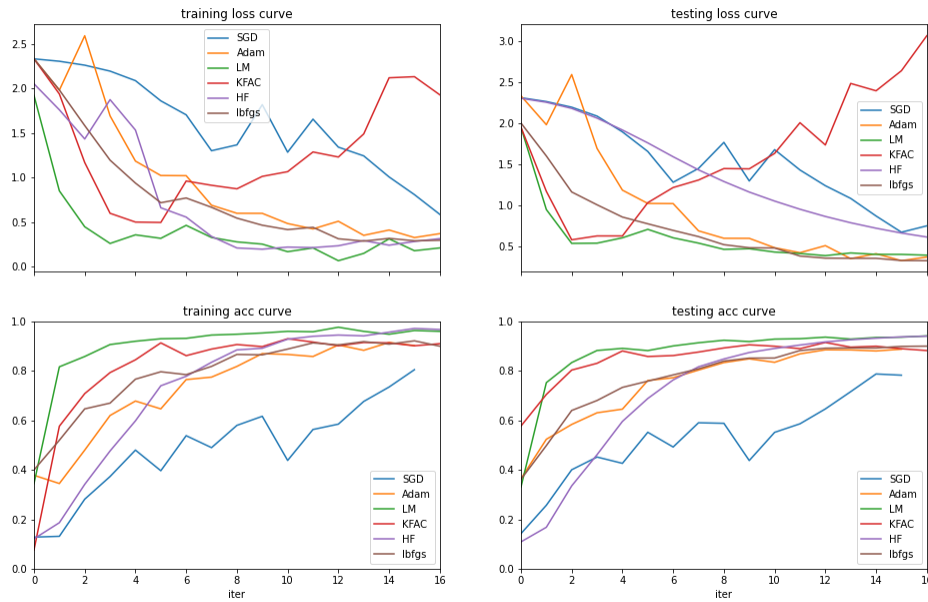 training loss curve
2.5
2.0
1.5
1.0
0.5
0.0
SGD
Adam
LM
KFAC
HF
lbfgs
testing loss curve
3.0
2.5
2.0
1.5
1.0
0.5
SGD
Adam
LM
KFAC
HF
lbfgs
training acc curve
1.0
0.8
0.6
0.4
0.2
0.0
0 2 4 6 8 10 12 14 16
iter
SGD
Adam
LM
KFAC
HF
lbfgs
testing acc curve
1.0
0.8
0.6
0.4
0.2
0.0
0 2 4 6 8 10 12 14 16
iter
SGD
Adam
LM
KFAC
HF
lbfgs